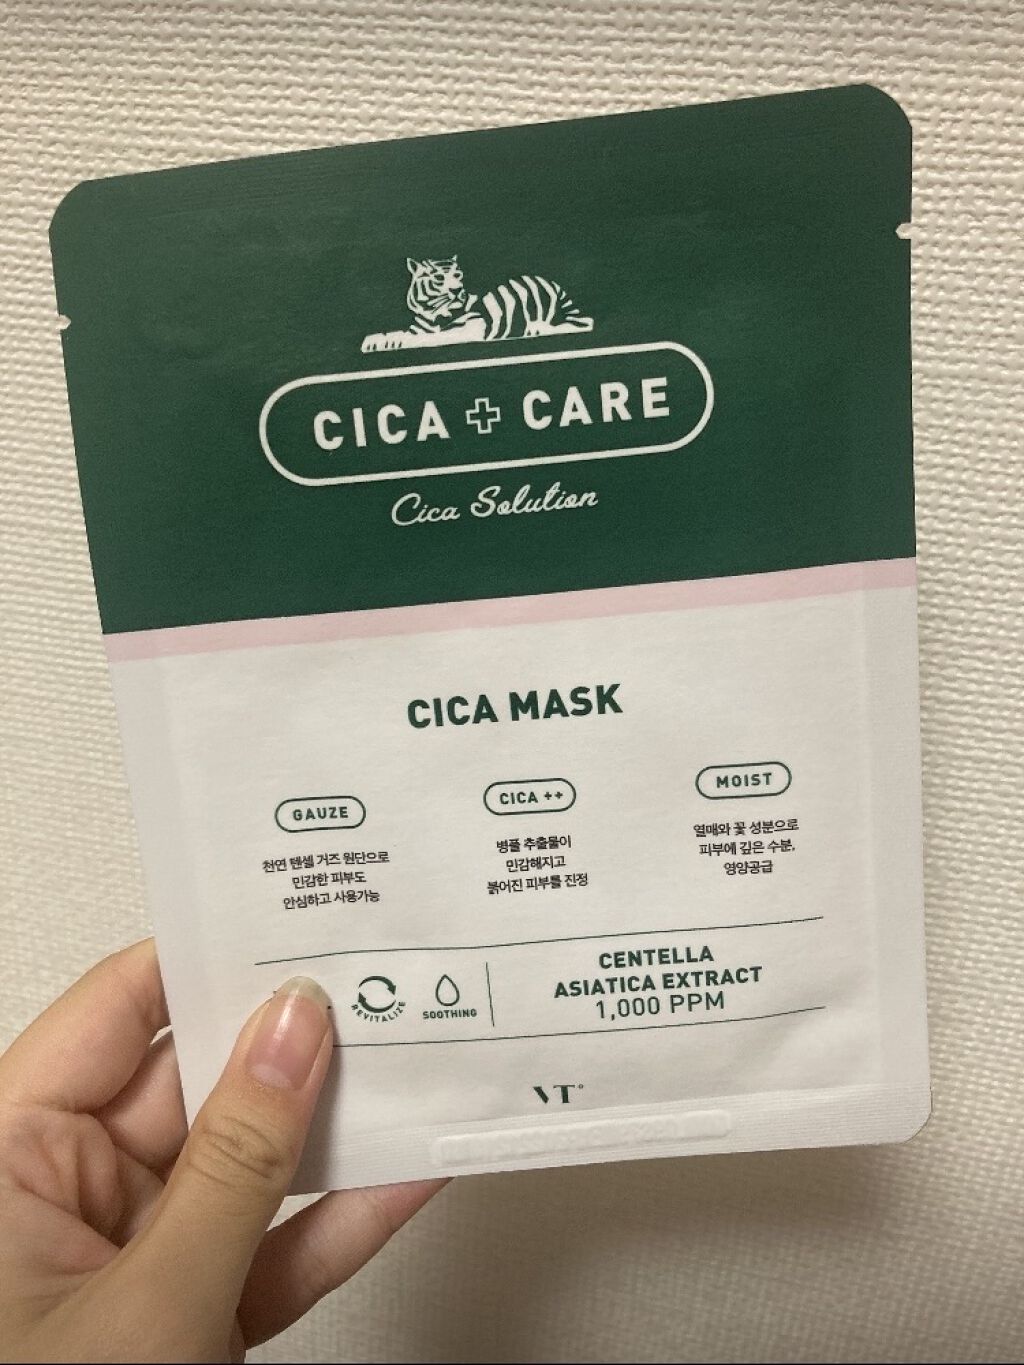 CICA + CARE
Cica Solution
CICA MASK
GAUZE
천연 텐셀 거즈 원단으로
민감한 피부도
안심하고 사용가능
CICA ++
병풀 추출물이
민감해지고
붉어진 피부를 진정
MOIST
열매와 꽃 성분으로
피부에 깊은 수분,
영양공급
REVITALIZE
SOOTHING
CENTELLA
ASIATICA EXTRACT
1,000 PPM
VT